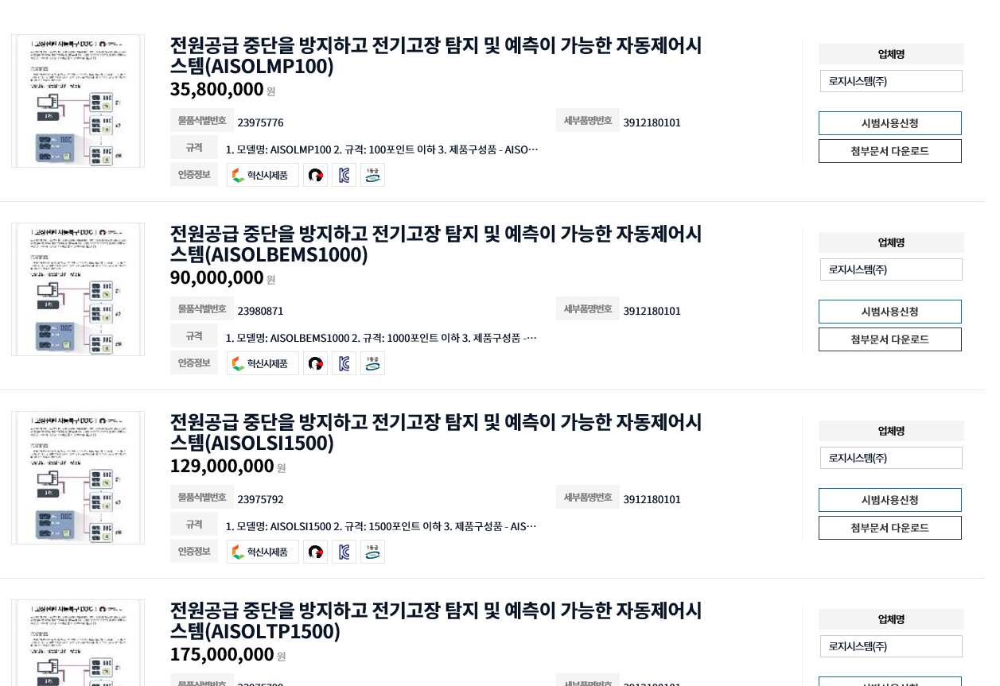 전원공급 중단을 방지하고 전기고장 탐지 및 예측이 가능한 자동제어시
스템(AISOLMP100)
35,800,000 원
물품식별번호 23975776 세부품명번호 3912180101
규격 1. 모델명: AISOLMP100 2. 규격: 100포인트 이하 3. 제품구성품 - AISO···
인증정보 혁신시제품 1등급
업체명
로지시스템(주)
시범사용신청
첨부문서 다운로드
전원공급 중단을 방지하고 전기고장 탐지 및 예측이 가능한 자동제어시
스템(AISOLBEMS1000)
90,000,000 원
물품식별번호 23980871 세부품명번호 3912180101
규격 1. 모델명: AISOLBEMS1000 2. 규격: 1000포인트 이하 3. 제품구성품 -···
인증정보 혁신시제품 1등급
업체명
로지시스템(주)
시범사용신청
첨부문서 다운로드
전원공급 중단을 방지하고 전기고장 탐지 및 예측이 가능한 자동제어시
스템(AISOLSI1500)
129,000,000 원
물품식별번호 23975792 세부품명번호 3912180101
규격 1. 모델명: AISOLSI1500 2. 규격: 1500포인트 이하 3. 제품구성품 - AIS···
인증정보 혁신시제품 1등급
업체명
로지시스템(주)
시범사용신청
첨부문서 다운로드
전원공급 중단을 방지하고 전기고장 탐지 및 예측이 가능한 자동제어시
스템(AISOLTP1500)
175,000,000 원
물품식별번호 세부품명번호 3912180101
업체명
로지시스템(주)
시범사용신청